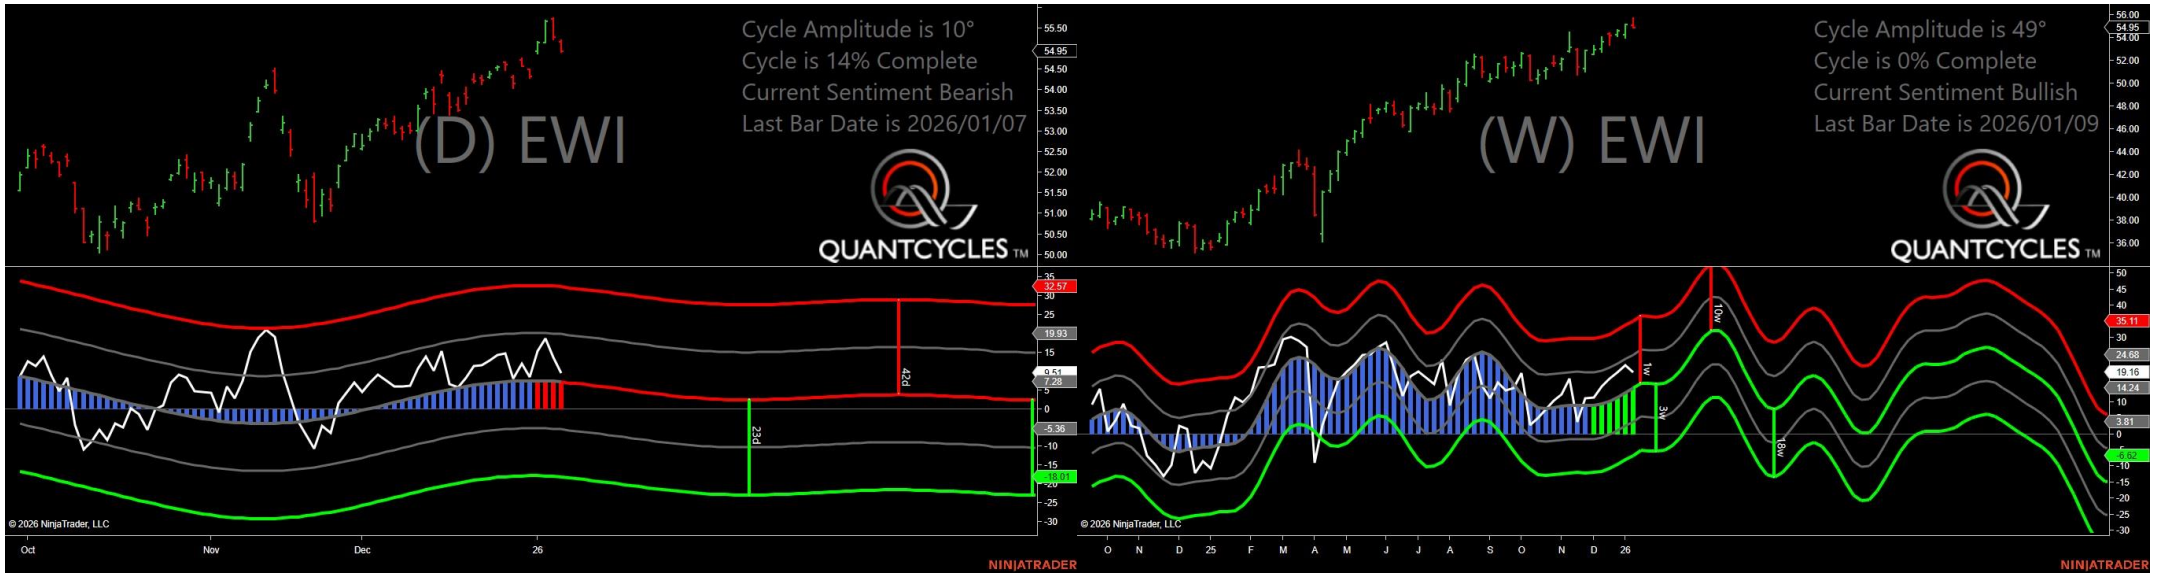 Cycle Amplitude is 10°
Cycle is 14% Complete
Current Sentiment Bearish
Last Bar Date is 2026/01/07
(D) EWI
QUANTCYCLES TM
55.50
54.95
54.50
54.00
53.50
53.00
52.50
52.00
51.50
51.00
50.50
50.00
35
32.57
30
25
19.93
15
9.51
7.28
5
0
-5.36
-10
-15
-18.01
-25
-30
42d
23d
© 2026 NinjaTrader, LLC
Oct Nov Dec 26
NINJATRADER
Cycle Amplitude is 49°
Cycle is 0% Complete
Current Sentiment Bullish
Last Bar Date is 2026/01/09
(W) EWI
QUANTCYCLES TM
56.00
54.95
54.00
52.00
50.00
48.00
46.00
44.00
42.00
40.00
38.00
36.00
50
45
40
35.11
30
24.68
19.16
14.24
10
3.81
0
-6.62
-10
-15
-20
-25
-30
1w
3w
10w
18w
© 2026 NinjaTrader, LLC
O N D 25 F M A M J J A S O N D 26
NINJATRADER